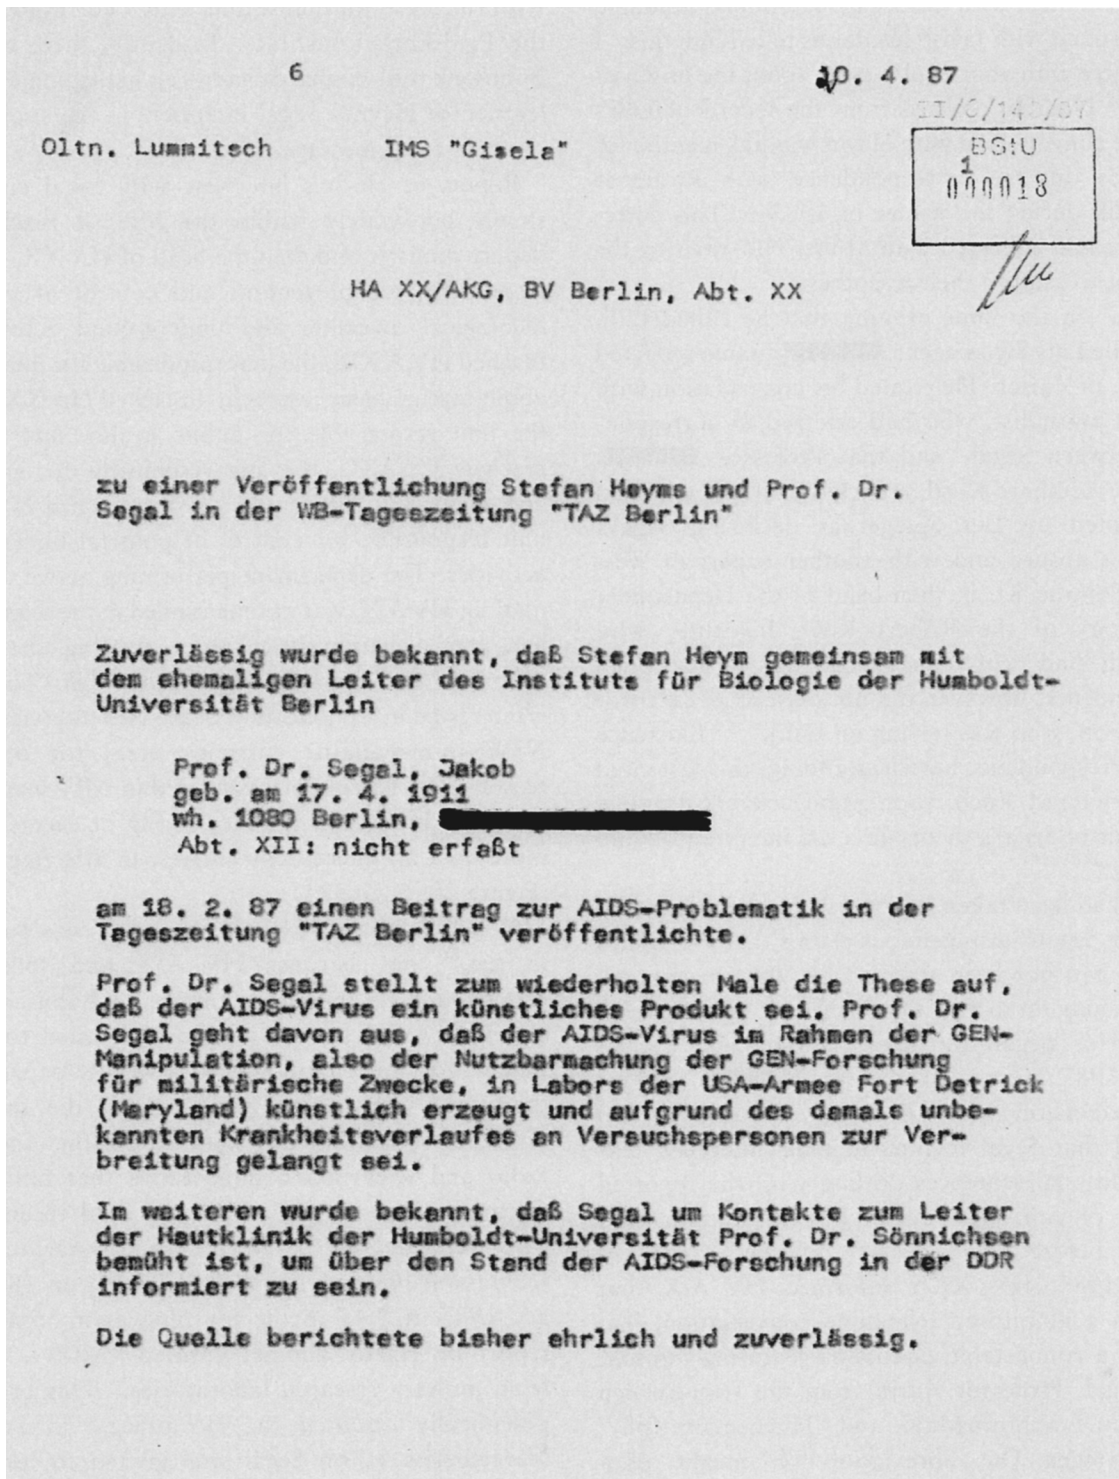 6
20. 4. 87
II/6/14 /87
Oltn. Lummitsch IMS "Gisela"
BStU
1
000018
HA XX/AKG, BV Berlin, Abt. XX
zu einer Veröffentlichung Stefan Heyms und Prof. Dr.
Segal in der WB-Tageszeitung "TAZ Berlin"
Zuverlässig wurde bekannt, daß Stefan Heym gemeinsam mit
dem ehemaligen Leiter des Instituts für Biologie der Humboldt-
Universität Berlin
Prof. Dr. Segal, Jakob
geb. am 17. 4. 1911
wh. 1080 Berlin,
Abt. XII: nicht erfaßt
am 18. 2. 87 einen Beitrag zur AIDS-Problematik in der
Tageszeitung "TAZ Berlin" veröffentlichte.
Prof. Dr. Segal stellt zum wiederholten Male die These auf,
daß der AIDS-Virus ein künstliches Produkt sei. Prof. Dr.
Segal geht davon aus, daß der AIDS-Virus im Rahmen der GEN-
Manipulation, also der Nutzbarmachung der GEN-Forschung
für militärische Zwecke, in Labors der USA-Armee Fort Detrick
(Maryland) künstlich erzeugt und aufgrund des damals unbe-
kannten Krankheitsverlaufes an Versuchspersonen zur Ver-
breitung gelangt sei.
Im weiteren wurde bekannt, daß Segal um Kontakte zum Leiter
der Hautklinik der Humboldt-Universität Prof. Dr. Sönnichsen
bemüht ist, um über den Stand der AIDS-Forschung in der DDR
informiert zu sein.
Die Quelle berichtete bisher ehrlich und zuverlässig.